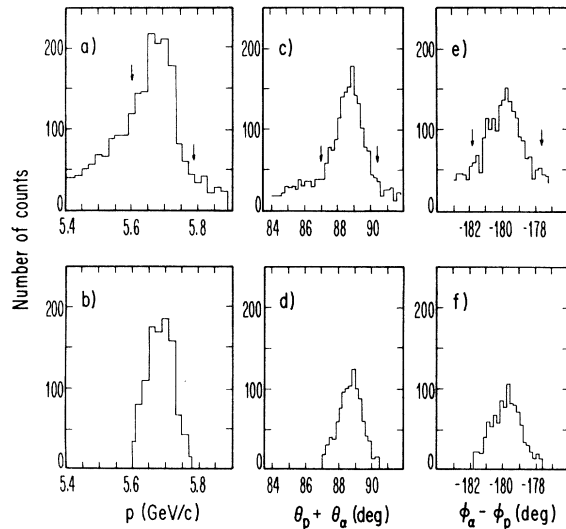 a)
c)
e)
200
100
0
5.4 5.6 5.8
200
100
0
84 86 88 90
200
100
0
-182 -180 -178
Number of counts
b)
d)
f)
200
100
0
5.4 5.6 5.8
200
100
0
84 86 88 90
200
100
0
-182 -180 -178
p (GeV/c)
θp + θα (deg)
ϕα - ϕp (deg)